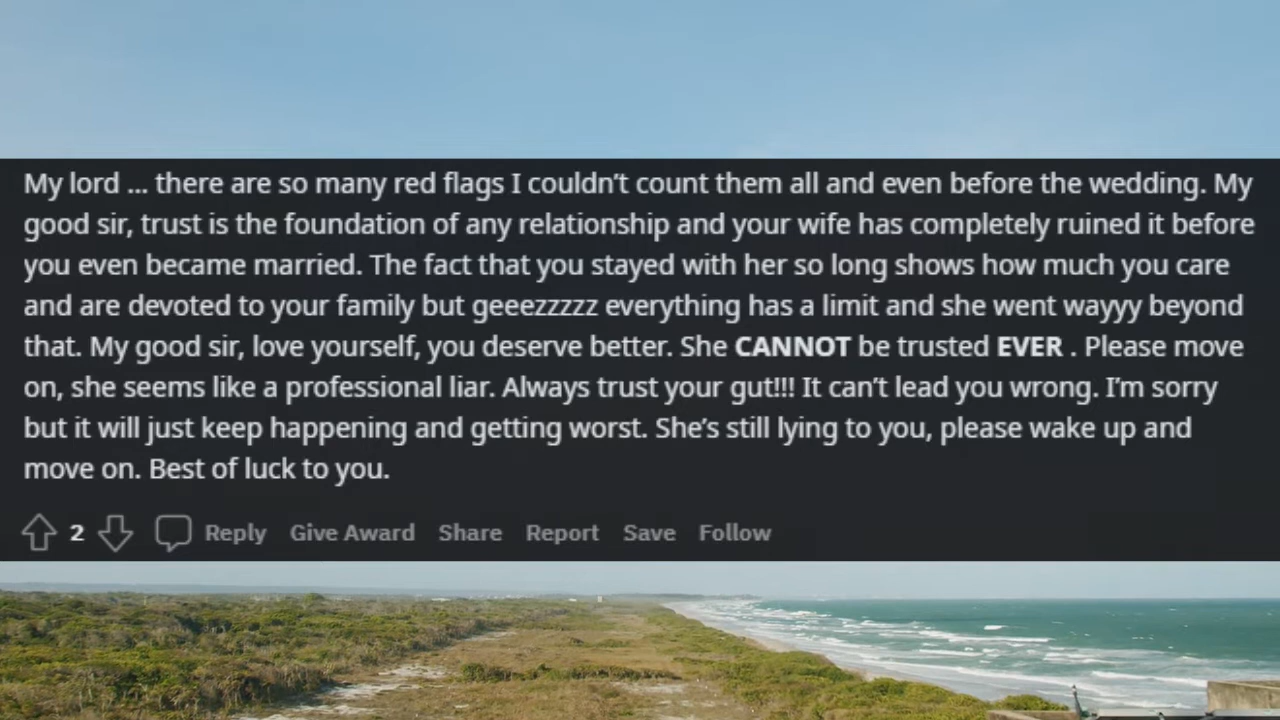 My lord ... there are so many red flags I couldn't count them all and even before the wedding. My
good sir, trust is the foundation of any relationship and your wife has completely ruined it before
you even became married. The fact that you stayed with her so long shows how much you care
and are devoted to your family but geeezzzzz everything has a limit and she went wayyy beyond
that. My good sir, love yourself, you deserve better. She CANNOT be trusted EVER . Please move
on, she seems like a professional liar. Always trust your gut!!! It can't lead you wrong. I'm sorry
but it will just keep happening and getting worst. She's still lying to you, please wake up and
move on. Best of luck to you.
2 Reply Give Award Share Report Save Follow